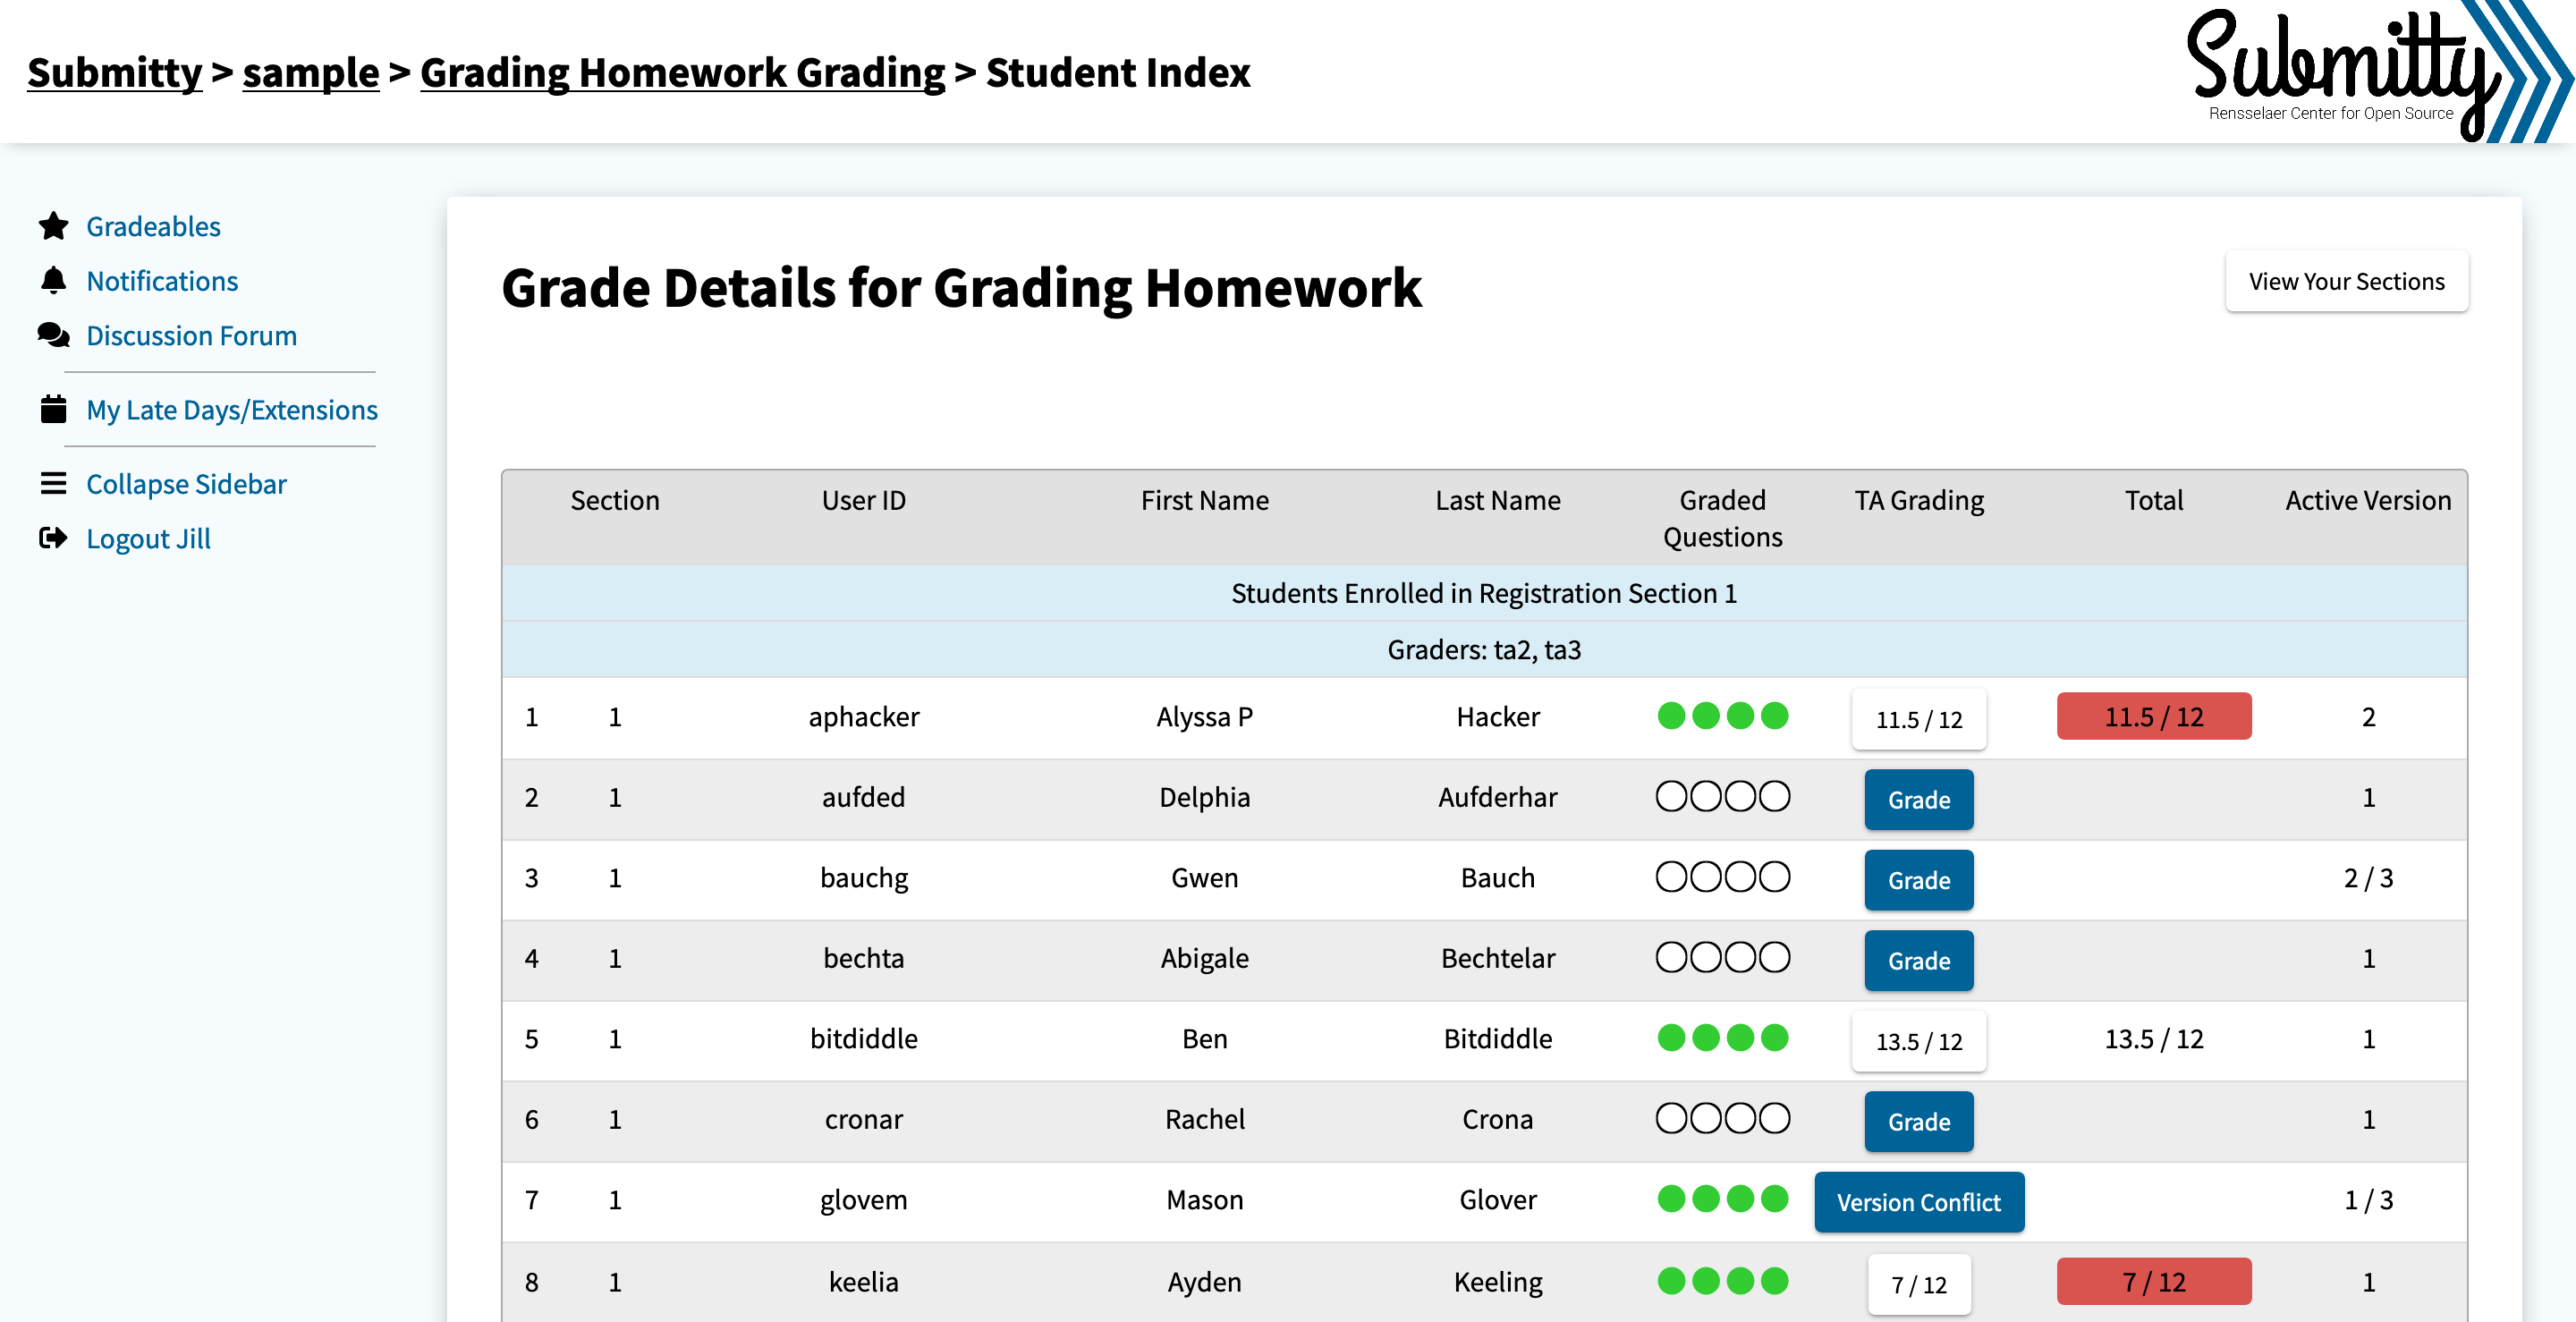 Submitty > sample > Grading Homework Grading > Student Index
Submitty
Rensselaer Center for Open Source
Gradeables
Notifications
Discussion Forum
My Late Days/Extensions
Collapse Sidebar
Logout Jill
Grade Details for Grading Homework
View Your Sections
Section User ID First Name Last Name Graded Questions TA Grading Total Active Version
Students Enrolled in Registration Section 1
Graders: ta2, ta3
1 1 aphacker Alyssa P Hacker 11.5 / 12 11.5 / 12 2
2 1 aufded Delphia Aufderhar Grade 1
3 1 bauchg Gwen Bauch Grade 2 / 3
4 1 bechta Abigale Bechtelar Grade 1
5 1 bitdiddle Ben Bitdiddle 13.5 / 12 13.5 / 12 1
6 1 cronar Rachel Crona Grade 1
7 1 glovem Mason Glover Version Conflict 1 / 3
8 1 keelia Ayden Keeling 7 / 12 7 / 12 1